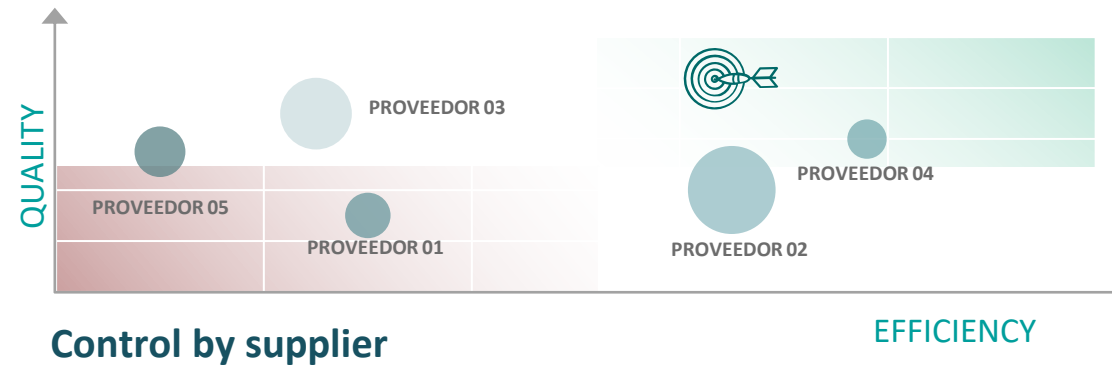 QUALITY
PROVEEDOR 03
PROVEEDOR 04
PROVEEDOR 05
PROVEEDOR 01
PROVEEDOR 02
EFFICIENCY
Control by supplier